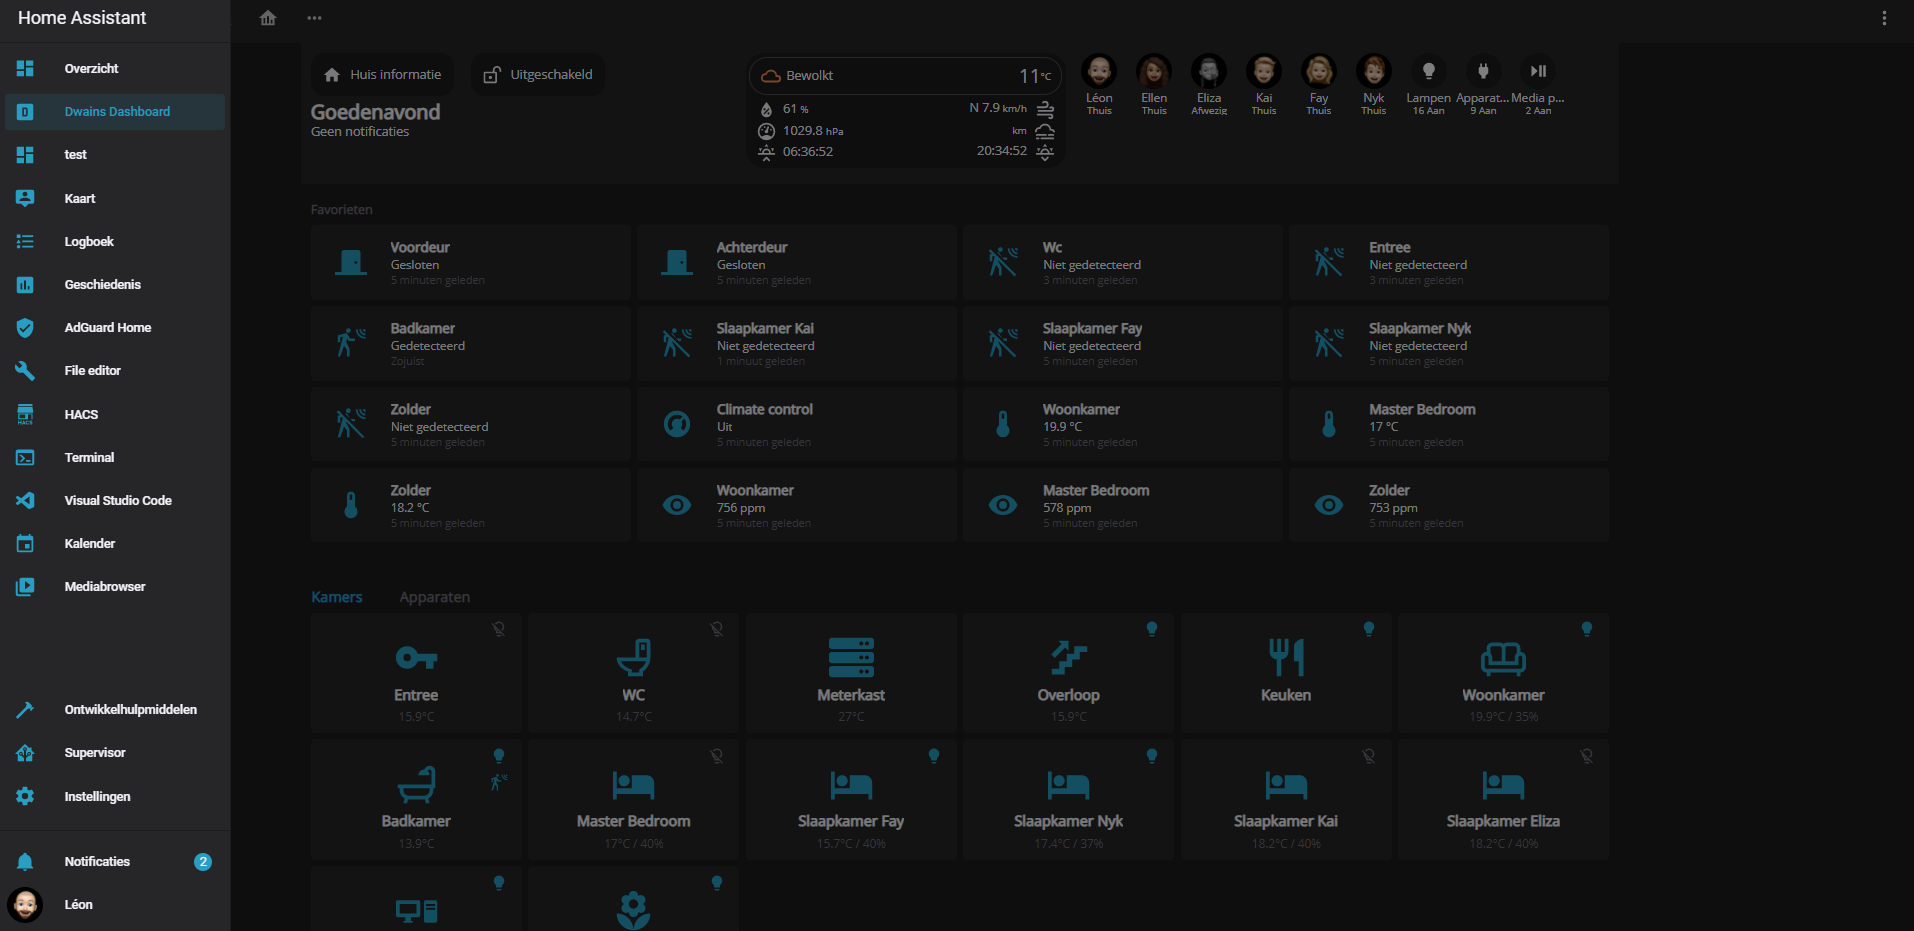 Home Assistant
Overzicht
Dwains Dashboard
test
Kaart
Logboek
Geschiedenis
AdGuard Home
File editor
HACS
HACS
Terminal
Visual Studio Code
Kalender
Mediabrowser
Ontwikkelhulpmiddelen
Supervisor
Instellingen
Notificaties 2
Léon
Huis informatie
Uitgeschakeld
Goedenavond
Geen notificaties
Bewolkt 11°C
61 % N 7.9 km/h
1029.8 hPa km
06:36:52 20:34:52
Léon
Thuis
Ellen
Thuis
Eliza
Afwezig
Kai
Thuis
Fay
Thuis
Nyk
Thuis
Lampen
16 Aan
Apparat...
9 Aan
Media p...
2 Aan
Favorieten
Voordeur
Gesloten
5 minuten geleden
Achterdeur
Gesloten
5 minuten geleden
Wc
Niet gedetecteerd
3 minuten geleden
Entree
Niet gedetecteerd
3 minuten geleden
Badkamer
Gedetecteerd
Zojuist
Slaapkamer Kai
Niet gedetecteerd
1 minuut geleden
Slaapkamer Fay
Niet gedetecteerd
5 minuten geleden
Slaapkamer Nyk
Niet gedetecteerd
5 minuten geleden
Zolder
Niet gedetecteerd
5 minuten geleden
Climate control
Uit
5 minuten geleden
Woonkamer
19.9 °C
5 minuten geleden
Master Bedroom
17 °C
5 minuten geleden
Zolder
18.2 °C
5 minuten geleden
Woonkamer
756 ppm
5 minuten geleden
Master Bedroom
578 ppm
5 minuten geleden
Zolder
753 ppm
5 minuten geleden
Kamers Apparaten
Entree
15.9°C
WC
14.7°C
Meterkast
27°C
Overloop
15.9°C
Keuken
Woonkamer
19.9°C / 35%
Badkamer
13.9°C
Master Bedroom
17°C / 40%
Slaapkamer Fay
15.7°C / 40%
Slaapkamer Nyk
17.4°C / 37%
Slaapkamer Kai
18.2°C / 40%
Slaapkamer Eliza
18.2°C / 40%